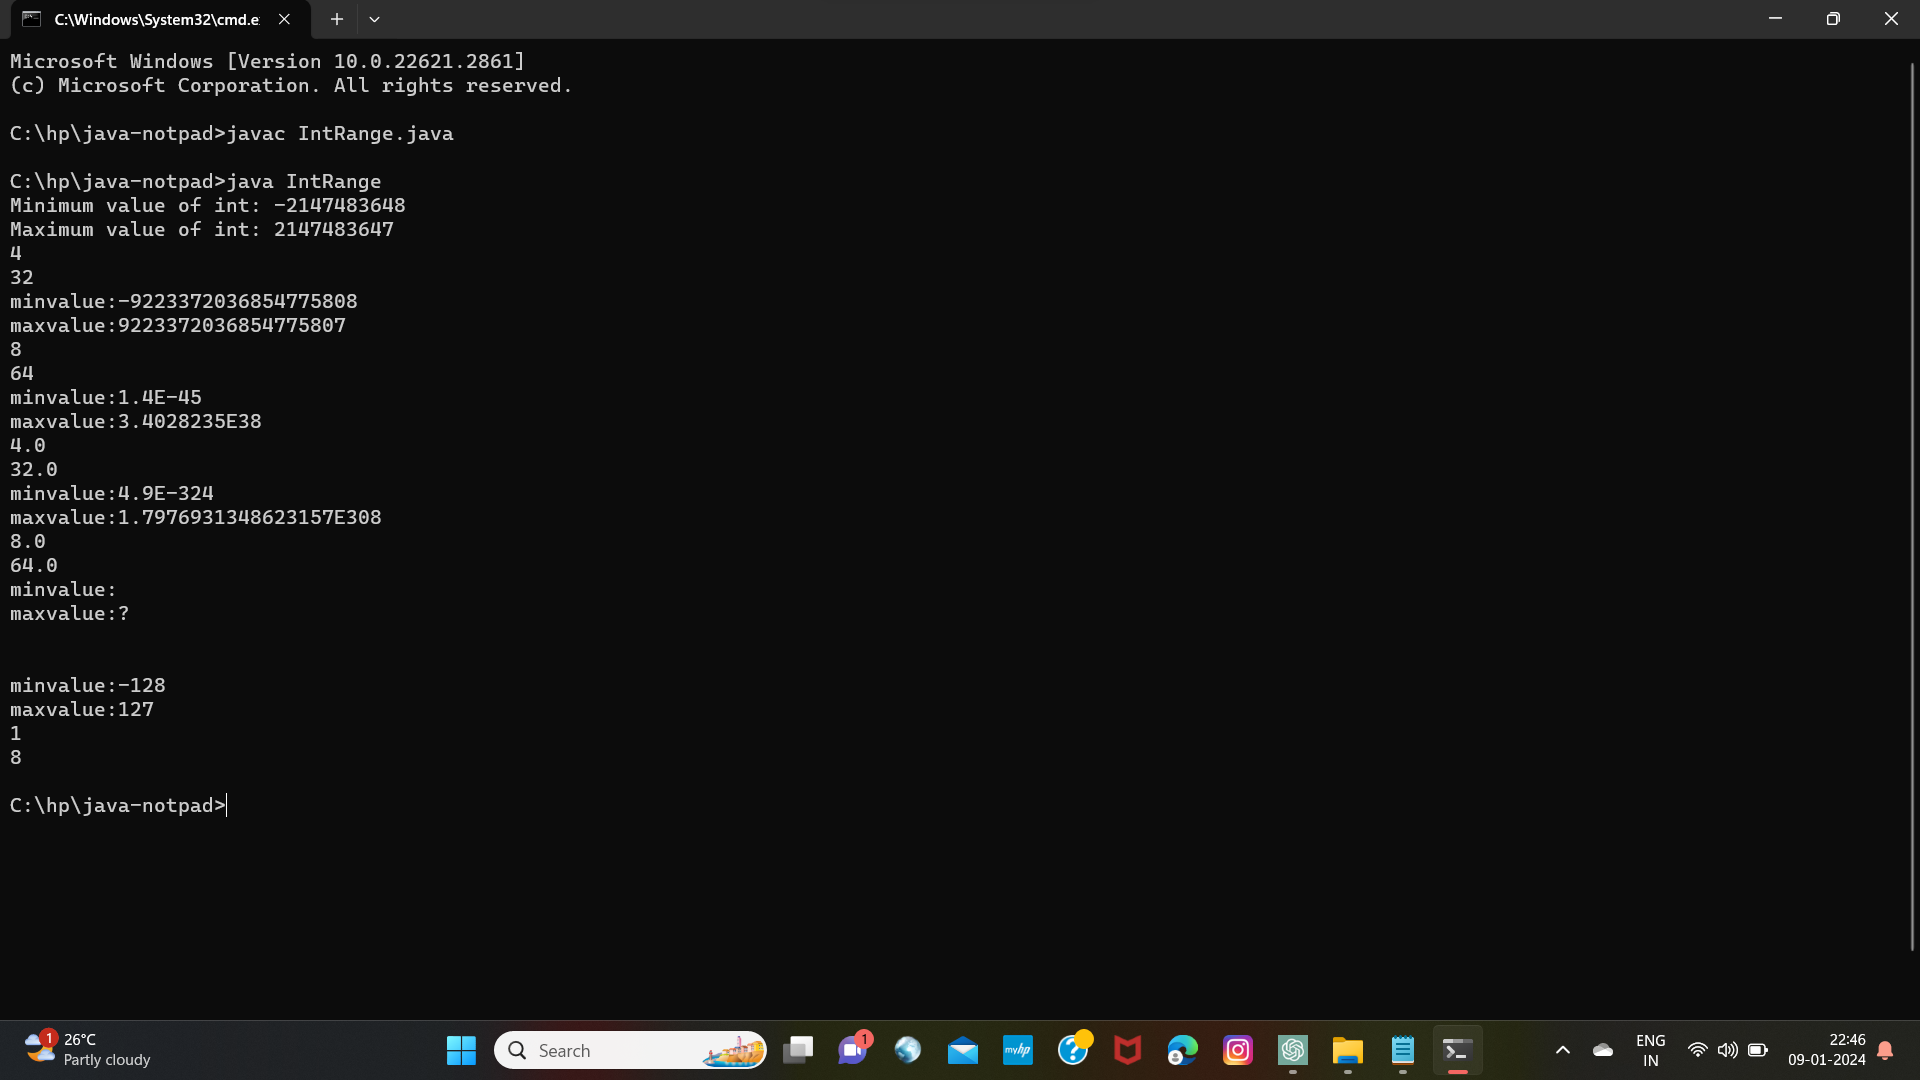 C:\Windows\System32\cmd.e
Microsoft Windows [Version 10.0.22621.2861]
(c) Microsoft Corporation. All rights reserved.
C:\hp\java-notpad>javac IntRange.java
C:\hp\java-notpad>java IntRange
Minimum value of int: -2147483648
Maximum value of int: 2147483647
4
32
minvalue:-9223372036854775808
maxvalue:9223372036854775807
8
64
minvalue:1.4E-45
maxvalue:3.4028235E38
4.0
32.0
minvalue:4.9E-324
maxvalue:1.7976931348623157E308
8.0
64.0
minvalue:
maxvalue:?
minvalue:-128
maxvalue:127
1
8
C:\hp\java-notpad>
1
26°C
Partly cloudy
Search
1
myhp
ENG
IN
22:46
09-01-2024